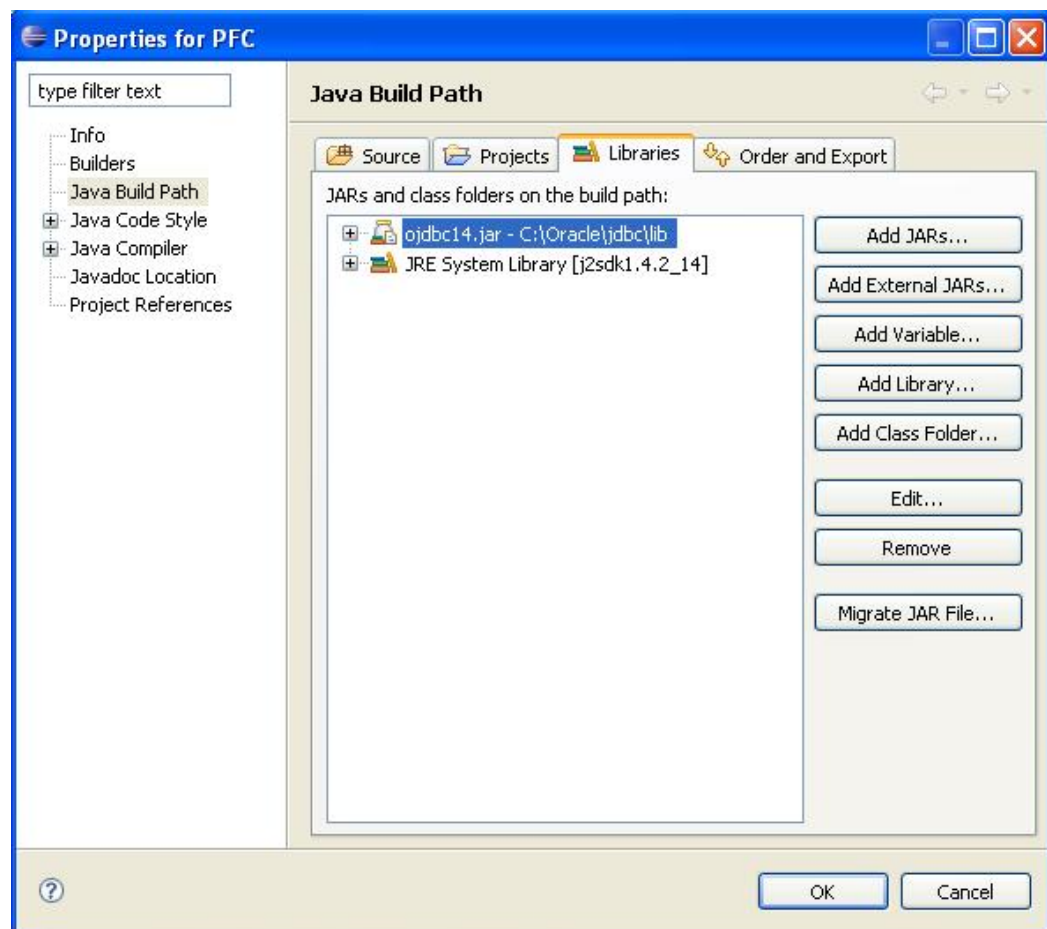 Properties for PFC
type filter text
Info
Builders
Java Build Path
Java Code Style
Java Compiler
Javadoc Location
Project References
Java Build Path
Source Projects Libraries Order and Export
JARs and class folders on the build path:
ojdbc14.jar - C:\Oracle\jdbc\lib
JRE System Library [j2sdk1.4.2_14]
Add JARs...
Add External JARs...
Add Variable...
Add Library...
Add Class Folder...
Edit...
Remove
Migrate JAR File...
OK Cancel